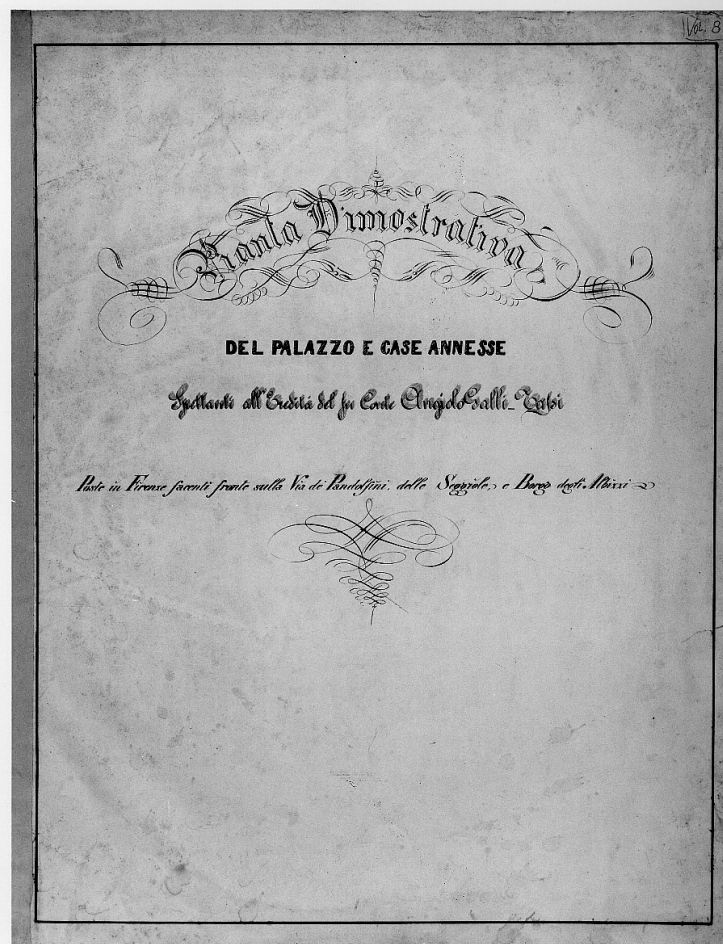 Vol. 8
Pianta Dimostrativa
DEL PALAZZO E CASE ANNESSE
Spettanti all'Eredità del fu Conte Angiolo Galli-Tassi
Poste in Firenze facenti fronte sulla Via de' Pandolfini, delle Seggiole, e Borgo degli Albizzi